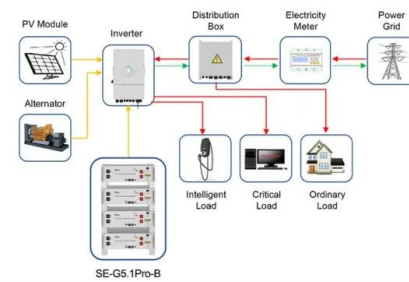 PV Module
Inverter
Distribution
Box
Electricity
Meter
Power
Grid
Alternator
Intelligent
Load
Critical
Load
Ordinary
Load
SE-G5.1Pro-B